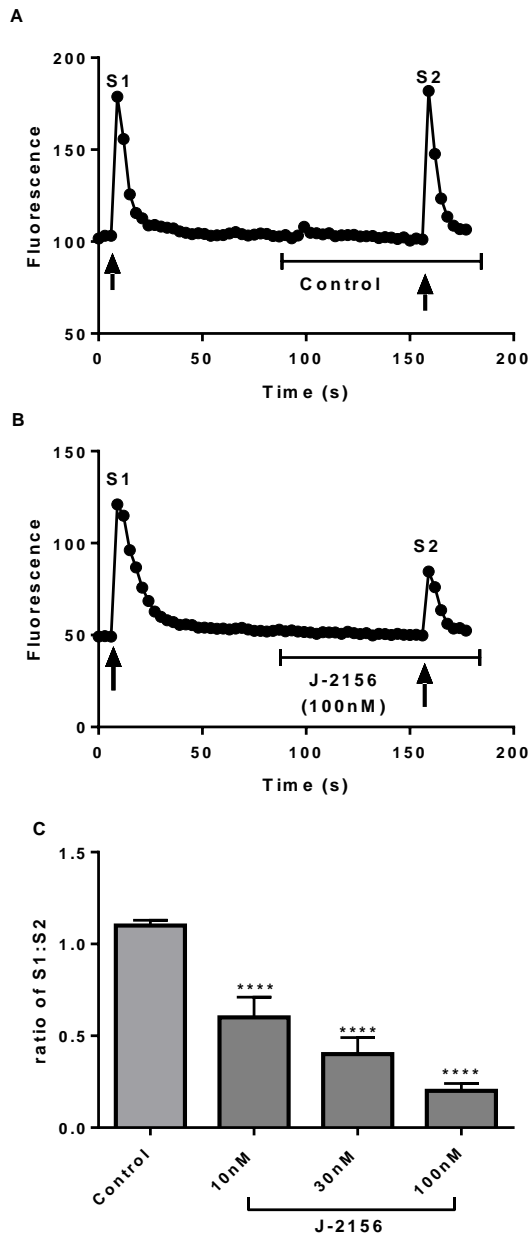 A
200
S1
S2
150
Fluorescence
100
Control
50
0
50
100
150
200
Time (s)
B
150
S1
100
S2
Fluorescence
50
J-2156
(100nM)
0
0
50
100
150
200
Time (s)
C
1.5
ratio of S1:S2
1.0
****
0.5
****
****
0.0
Control
10nM
30nM
100nM
J-2156